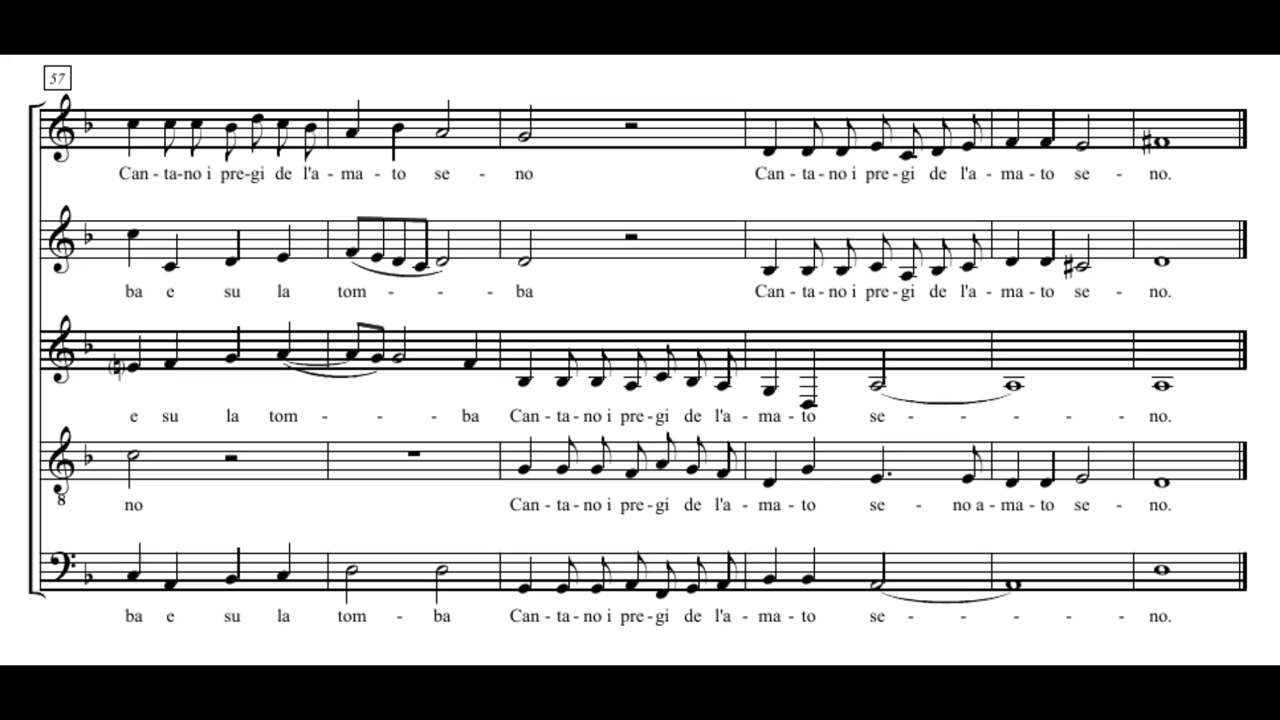 57
Can - ta-no i pre-gi de l'a - ma - to se - no Can - ta - no i pre - gi de l'a - ma - to se - no.
ba e su la tom - - - ba Can - ta - no i pre - gi de l'a - ma - to se - no.
e su la tom - - - ba Can - ta - no i pre - gi de l'a - ma - to se - - - - no.
8
no Can - ta - no i pre - gi de l'a - ma - to se - no a - ma - to se - no.
ba e su la tom - ba Can - ta - no i pre - gi de l'a - ma - to se - - - - no.